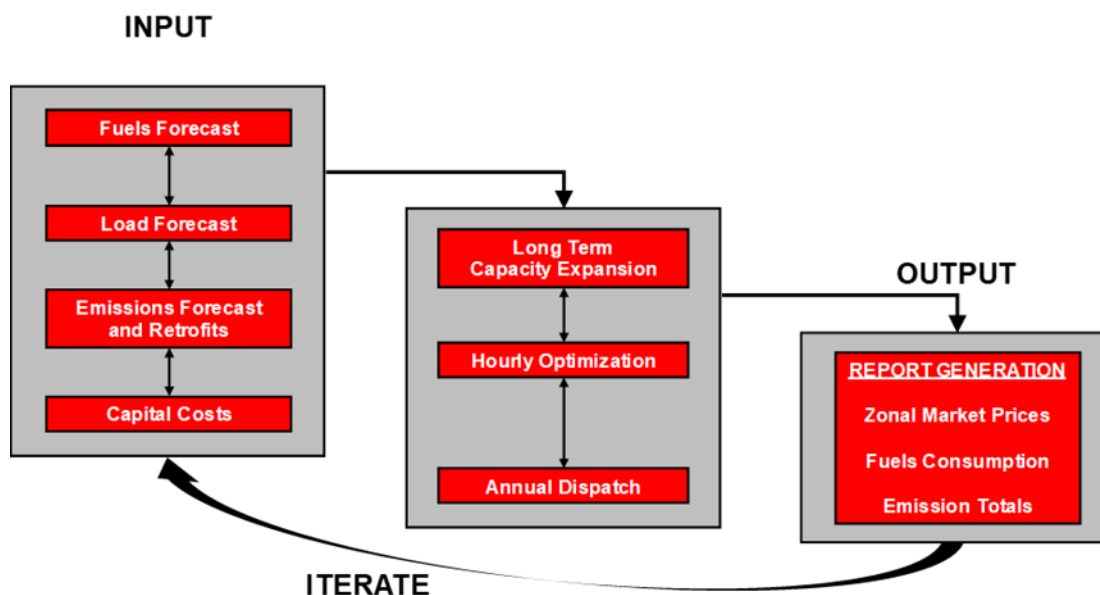 INPUT
Fuels Forecast
Load Forecast
Emissions Forecast
and Retrofits
Capital Costs
Long Term
Capacity Expansion
Hourly Optimization
Annual Dispatch
OUTPUT
REPORT GENERATION
Zonal Market Prices
Fuels Consumption
Emission Totals
ITERATE